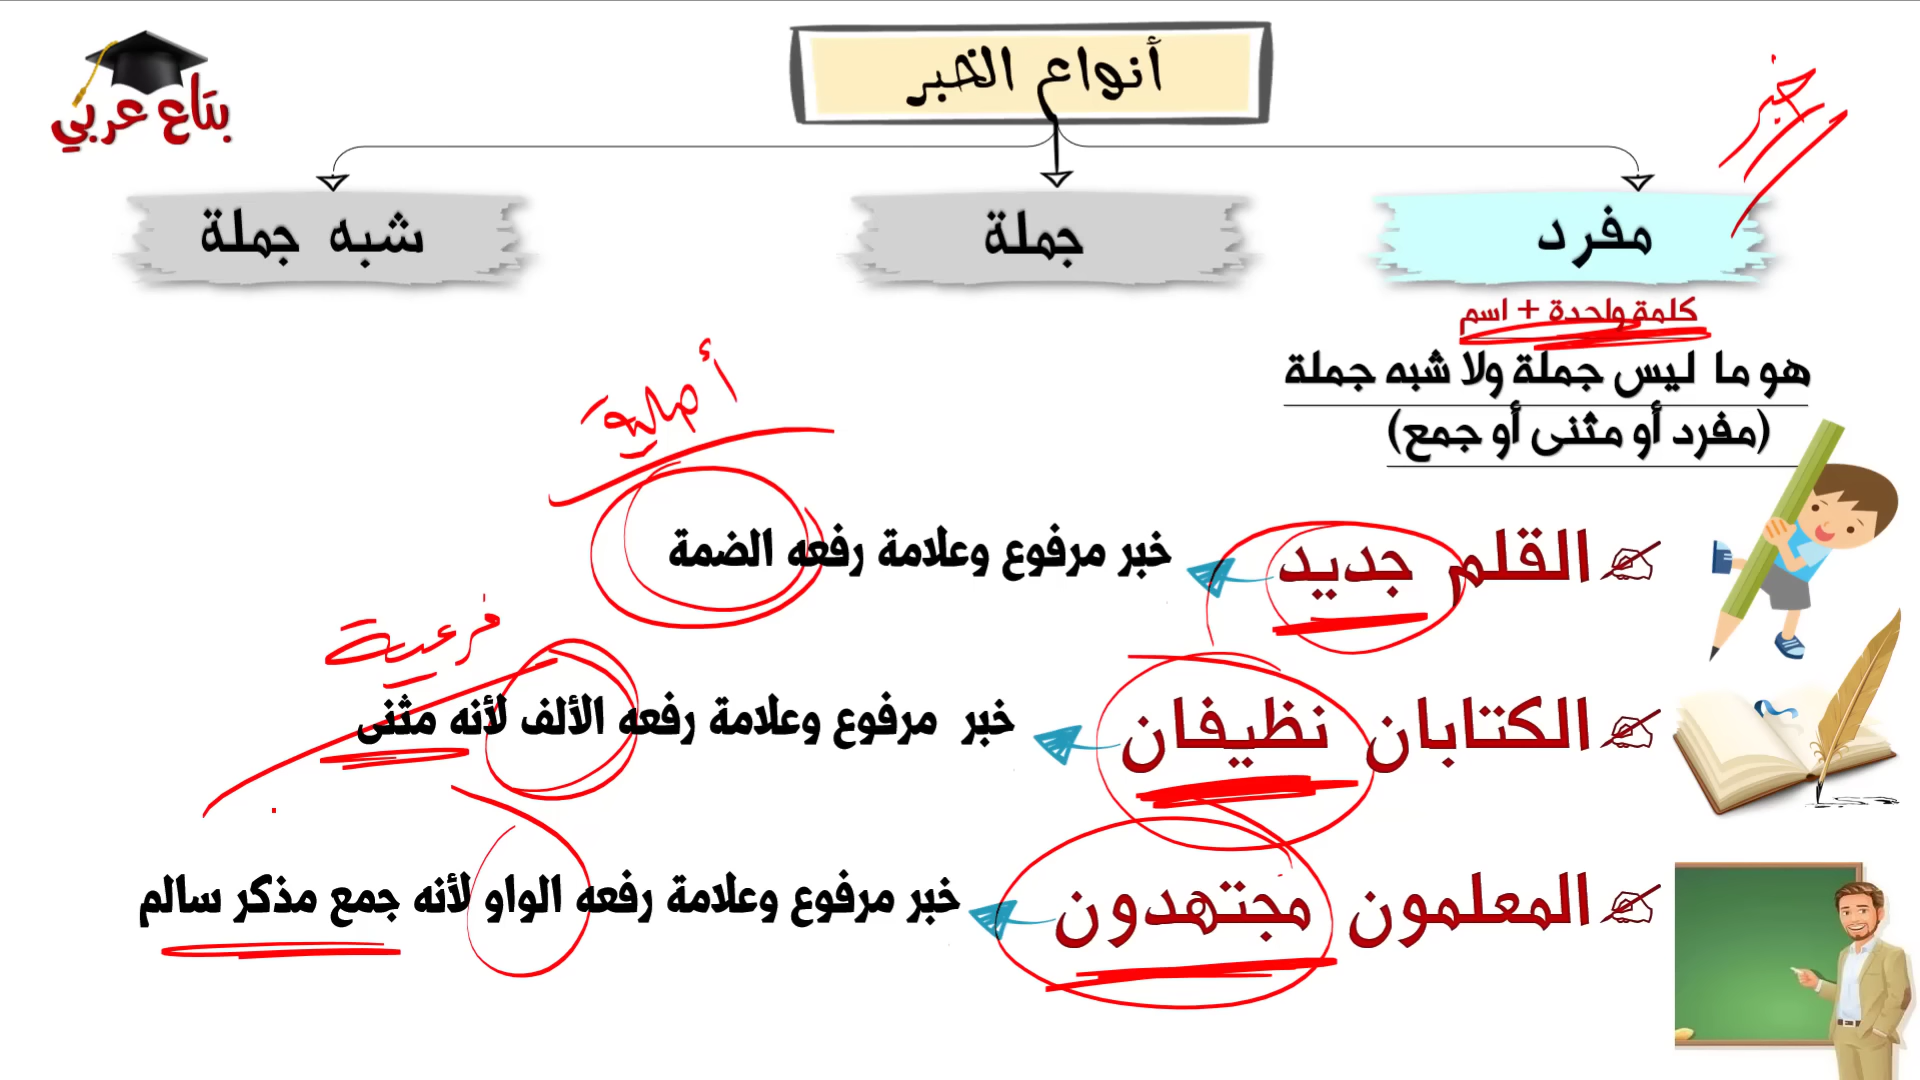 أنواع الخبر
خبر
بتاع عربي
مفرد
جملة
شبه جملة
كلمة واحدة + اسم
هو ما ليس جملة ولا شبه جملة
(مفرد أو مثنى أو جمع)
أصلية
القلم جديد
خبر مرفوع وعلامة رفعه الضمة
فرعية
الكتابان نظيفان
خبر مرفوع وعلامة رفعه الألف لأنه مثنى
المعلمون مجتهدون
خبر مرفوع وعلامة رفعه الواو لأنه جمع مذكر سالم